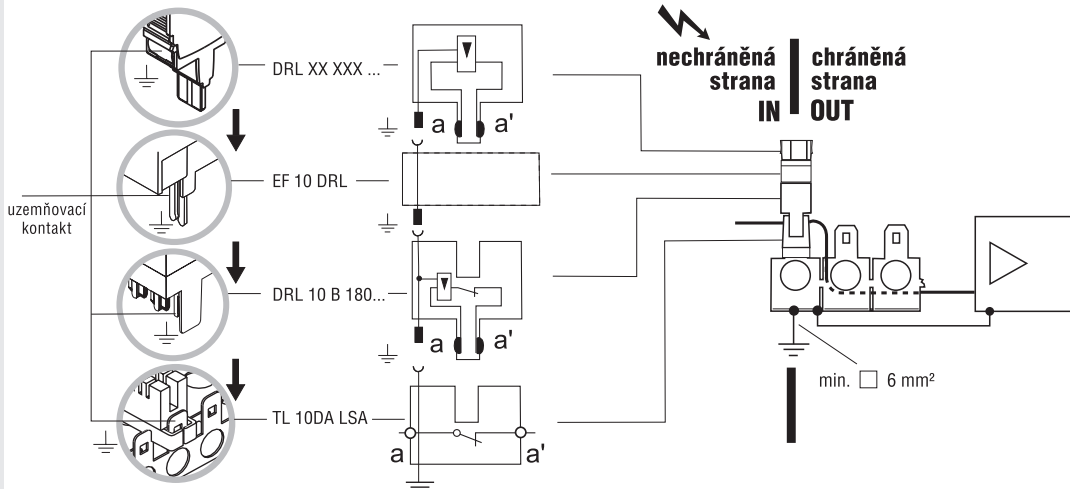 nechráněná
strana
IN
chráněná
strana
OUT
DRL XX XXX ...
a a'
EF 10 DRL
uzemňovací
kontakt
DRL 10 B 180...
a a'
TL 10DA LSA
a a'
min. □ 6 mm²